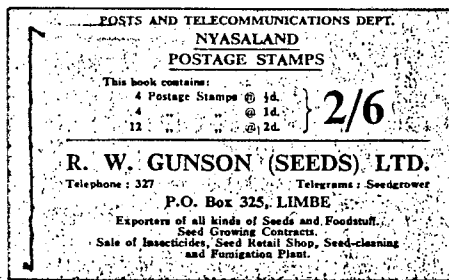 POSTS AND TELECOMMUNICATIONS DEPT.
NYASALAND
POSTAGE STAMPS
This book contains:
4 Postage Stamps @ ½d.
4 „ „ @ 1d.
12 „ „ @ 2d.
2/6
R. W. GUNSON (SEEDS) LTD.
Telephone : 327 Telegrams : Seedgrower
P.O. Box 325, LIMBE
Exporters of all kinds of Seeds and Foodstuff.
Seed Growing Contracts.
Sale of Insecticides, Seed Retail Shop, Seed-cleaning
and Fumigation Plant.